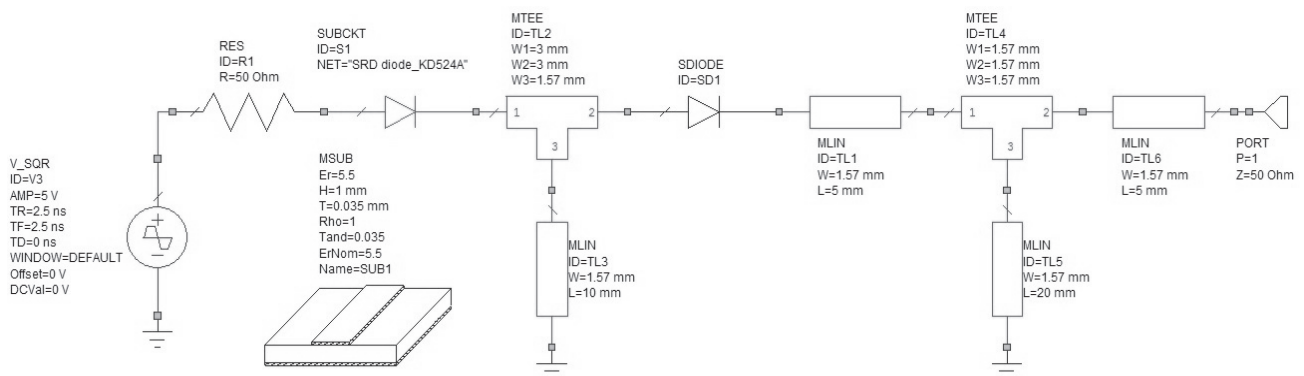 MTEE
ID=TL2
W1=3 mm
W2=3 mm
W3=1.57 mm
MTEE
ID=TL4
W1=1.57 mm
W2=1.57 mm
W3=1.57 mm
SUBCKT
ID=S1
NET="SRD diode_KD524A"
RES
ID=R1
R=50 Ohm
SDIODE
ID=SD1
1
2
3
1
2
3
MLIN
ID=TL1
W=1.57 mm
L=5 mm
MLIN
ID=TL6
W=1.57 mm
L=5 mm
PORT
P=1
Z=50 Ohm
V_SQR
ID=V3
AMP=5 V
TR=2.5 ns
TF=2.5 ns
TD=0 ns
WINDOW=DEFAULT
Offset=0 V
DCVal=0 V
MSUB
Er=5.5
H=1 mm
T=0.035 mm
Rho=1
Tand=0.035
ErNom=5.5
Name=SUB1
MLIN
ID=TL3
W=1.57 mm
L=10 mm
MLIN
ID=TL5
W=1.57 mm
L=20 mm